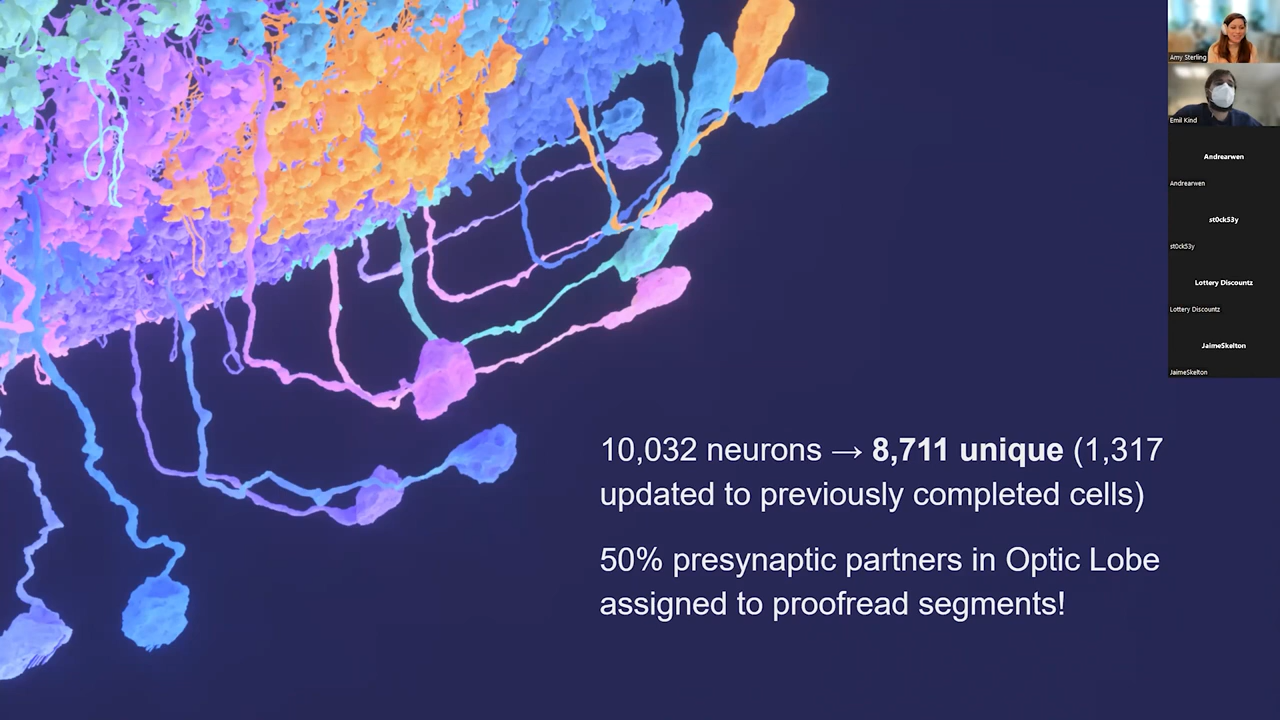 Amy Sterling
Emil Kind
Andrearwen
Andrearwen
st0ck53y
st0ck53y
Lottery Discountz
Lottery Discountz
JaimeSkelton
JaimeSkelton
10,032 neurons → 8,711 unique (1,317
updated to previously completed cells)
50% presynaptic partners in Optic Lobe
assigned to proofread segments!